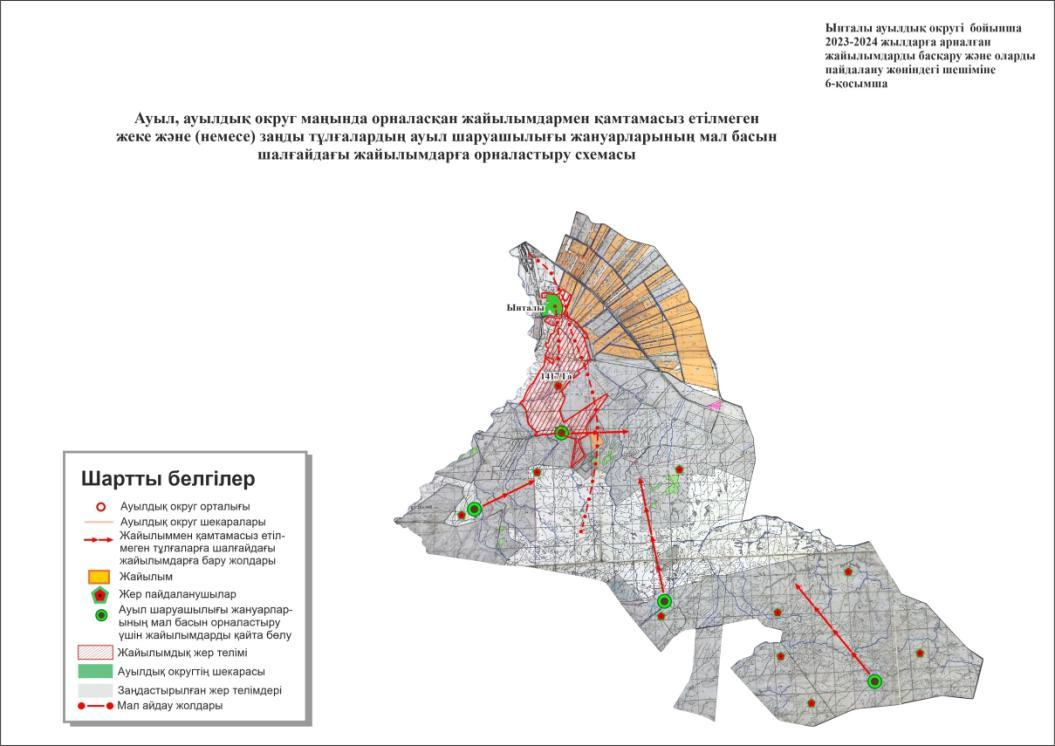 Ынталы ауылдық округі бойынша
2023-2024 жылдарға арналған
жайылымдарды басқару және оларды
пайдалану жөніндегі шешіміне
6-қосымша
Ауыл, ауылдық округ маңында орналасқан жайылымдармен қамтамасыз етілмеген
жеке және (немесе) заңды тұлғалардың ауыл шаруашылығы жануарларының мал басын
шалғайдағы жайылымдарға орналастыру схемасы
Ынталы
Шартты белгілер
Ауылдық округ орталығы
Ауылдық округ шекаралары
Жайылыммен қамтамасыз етіл-
меген тұлғаларға шалғайдағы
жайылымдарға бару жолдары
Жайылым
Жер пайдаланушылар
Ауыл шаруашылығы жануарлар-
ының мал басын орналастыру
үшін жайылымдарды қайта бөлу
Жайылымдық жер телімі
Ауылдық округтің шекарасы
Заңдастырылған жер телімдері
Мал айдау жолдары